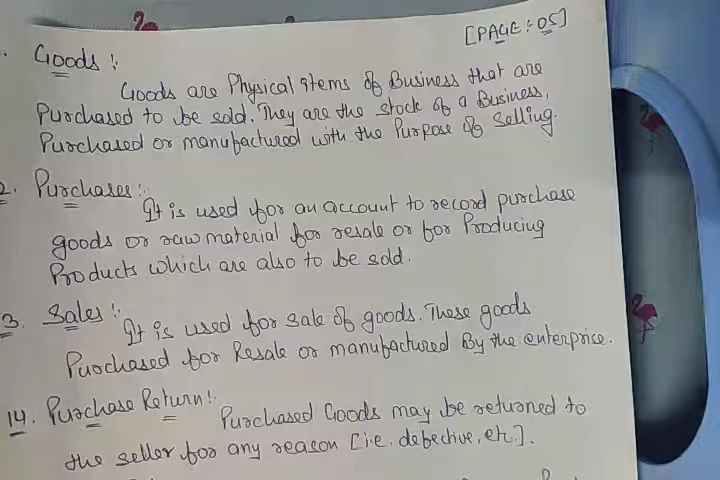 [PAGE: 05]
Goods :
Goods are Physical items of Business that are
Purchased to be sold. They are the stock of a Business,
Purchased or manufactured with the Purpose of Selling.
2. Purchases :
It is used for an account to record purchase
goods or raw material for resale or for Producing
Products which are also to be sold.
3. Sales :
It is used for sale of goods. These goods
Purchased for Resale or manufactured By the enterprise.
14. Purchase Return :
Purchased Goods may be returned to
the seller for any reason [i.e. defective, etc.].